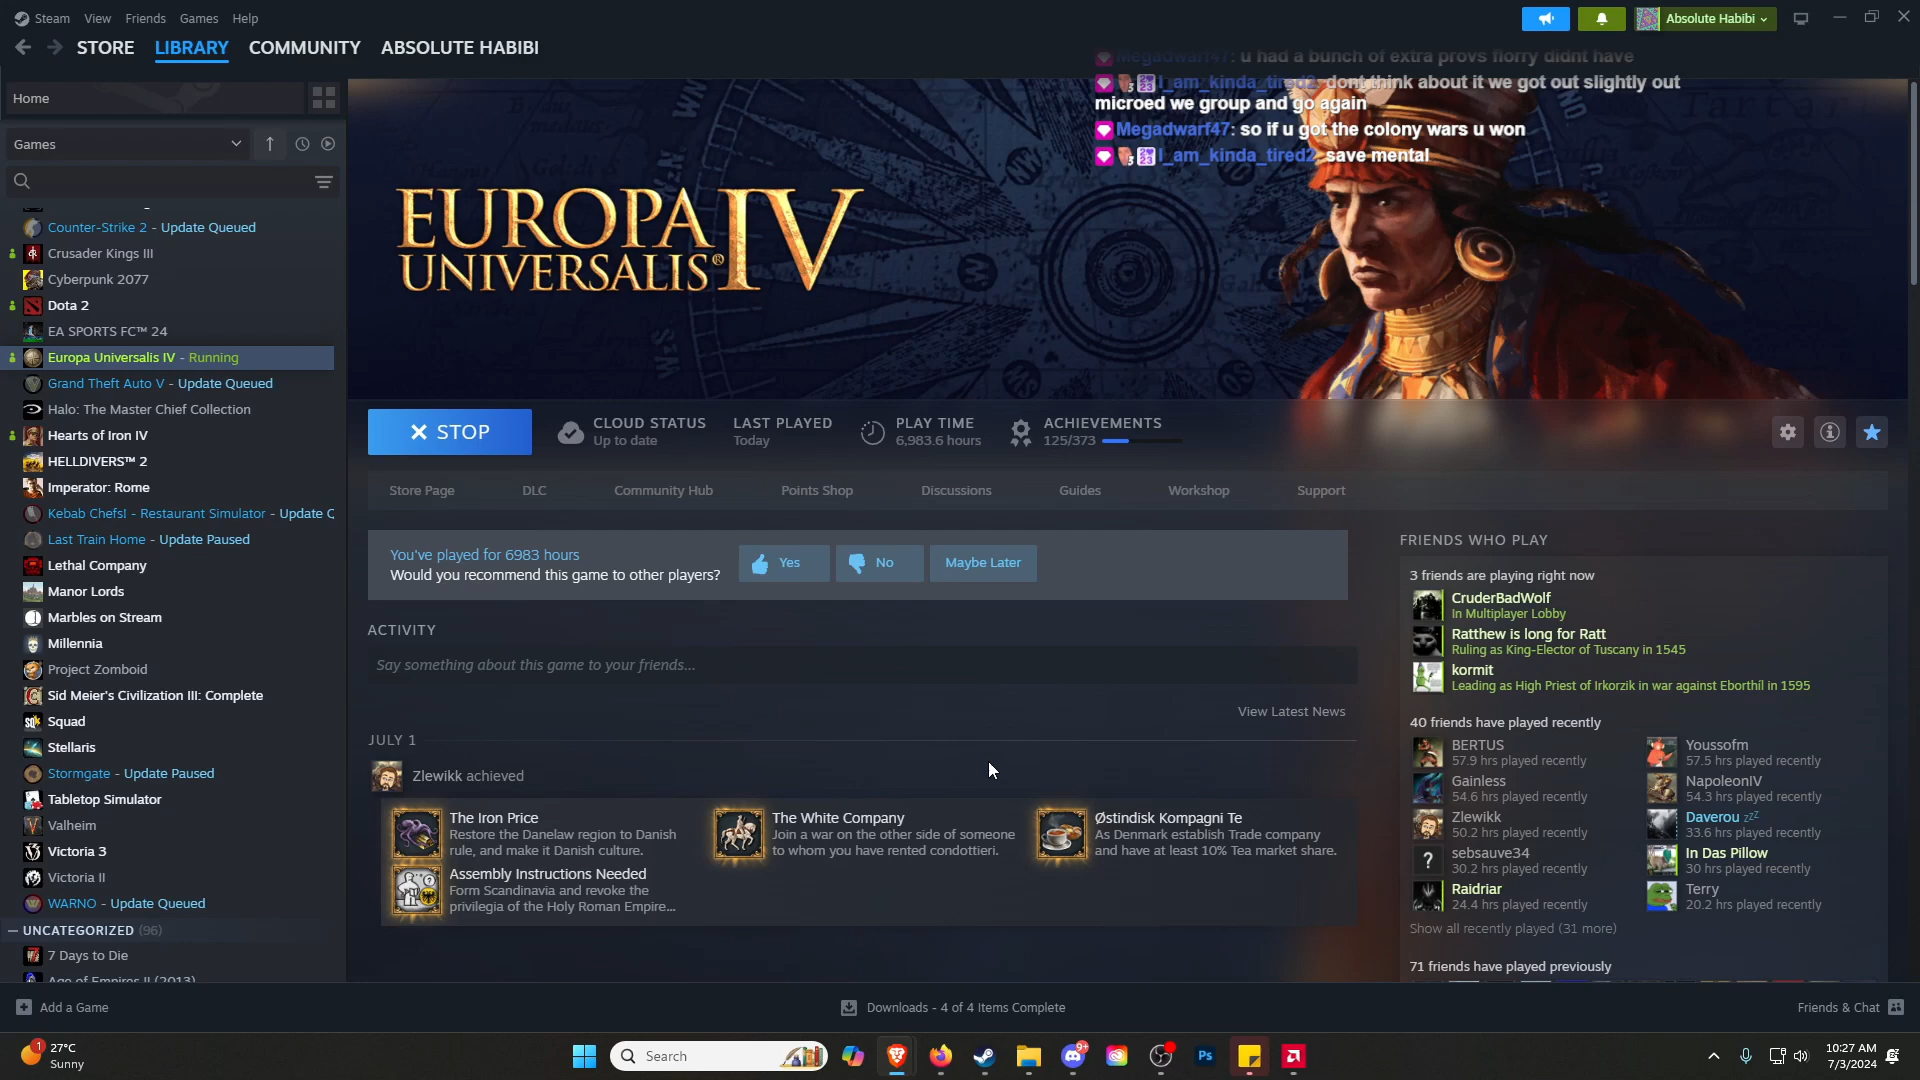 Steam View Friends Games Help
Absolute Habibi
STORE LIBRARY COMMUNITY ABSOLUTE HABIBI
Megadwarf47: u had a bunch of extra provs florry didnt have
I_am_kinda_tired2: dont think about it we got out slightly out
microed we group and go again
Megadwarf47: so if u got the colony wars u won
I_am_kinda_tired2: save mental
Home
Games
Counter-Strike 2 - Update Queued
Crusader Kings III
Cyberpunk 2077
Dota 2
EA SPORTS FC™ 24
Europa Universalis IV - Running
Grand Theft Auto V - Update Queued
Halo: The Master Chief Collection
Hearts of Iron IV
HELLDIVERS™ 2
Imperator: Rome
Kebab Chefs! - Restaurant Simulator - Update Q
Last Train Home - Update Paused
Lethal Company
Manor Lords
Marbles on Stream
Millennia
Project Zomboid
Sid Meier's Civilization III: Complete
Squad
Stellaris
Stormgate - Update Paused
Tabletop Simulator
Valheim
Victoria 3
Victoria II
WARNO - Update Queued
UNCATEGORIZED (96)
7 Days to Die
Age of Empires II (2013)
EUROPA
UNIVERSALIS® IV
STOP
CLOUD STATUS
Up to date
LAST PLAYED
Today
PLAY TIME
6,983.6 hours
ACHIEVEMENTS
125/373
Store Page DLC Community Hub Points Shop Discussions Guides Workshop Support
You've played for 6983 hours
Would you recommend this game to other players?
Yes No Maybe Later
ACTIVITY
Say something about this game to your friends...
View Latest News
JULY 1
Zlewikk achieved
The Iron Price
Restore the Danelaw region to Danish
rule, and make it Danish culture.
The White Company
Join a war on the other side of someone
to whom you have rented condottieri.
Østindisk Kompagni Te
As Denmark establish Trade company
and have at least 10% Tea market share.
Assembly Instructions Needed
Form Scandinavia and revoke the
privilegia of the Holy Roman Empire...
FRIENDS WHO PLAY
3 friends are playing right now
CruderBadWolf
In Multiplayer Lobby
Ratthew is long for Ratt
Ruling as King-Elector of Tuscany in 1545
kormit
Leading as High Priest of Irkorzik in war against Eborthíl in 1595
40 friends have played recently
BERTUS
57.9 hrs played recently
Youssofm
57.5 hrs played recently
Gainless
54.6 hrs played recently
NapoleonIV
54.3 hrs played recently
Zlewikk
50.2 hrs played recently
Daverou zzZ
33.6 hrs played recently
sebsauve34
30.2 hrs played recently
In Das Pillow
30 hrs played recently
Raidriar
24.4 hrs played recently
Terry
20.2 hrs played recently
Show all recently played (31 more)
71 friends have played previously
Add a Game
Downloads - 4 of 4 Items Complete
Friends & Chat
1
27°C
Sunny
Search
9+
Ps
10:27 AM
7/3/2024